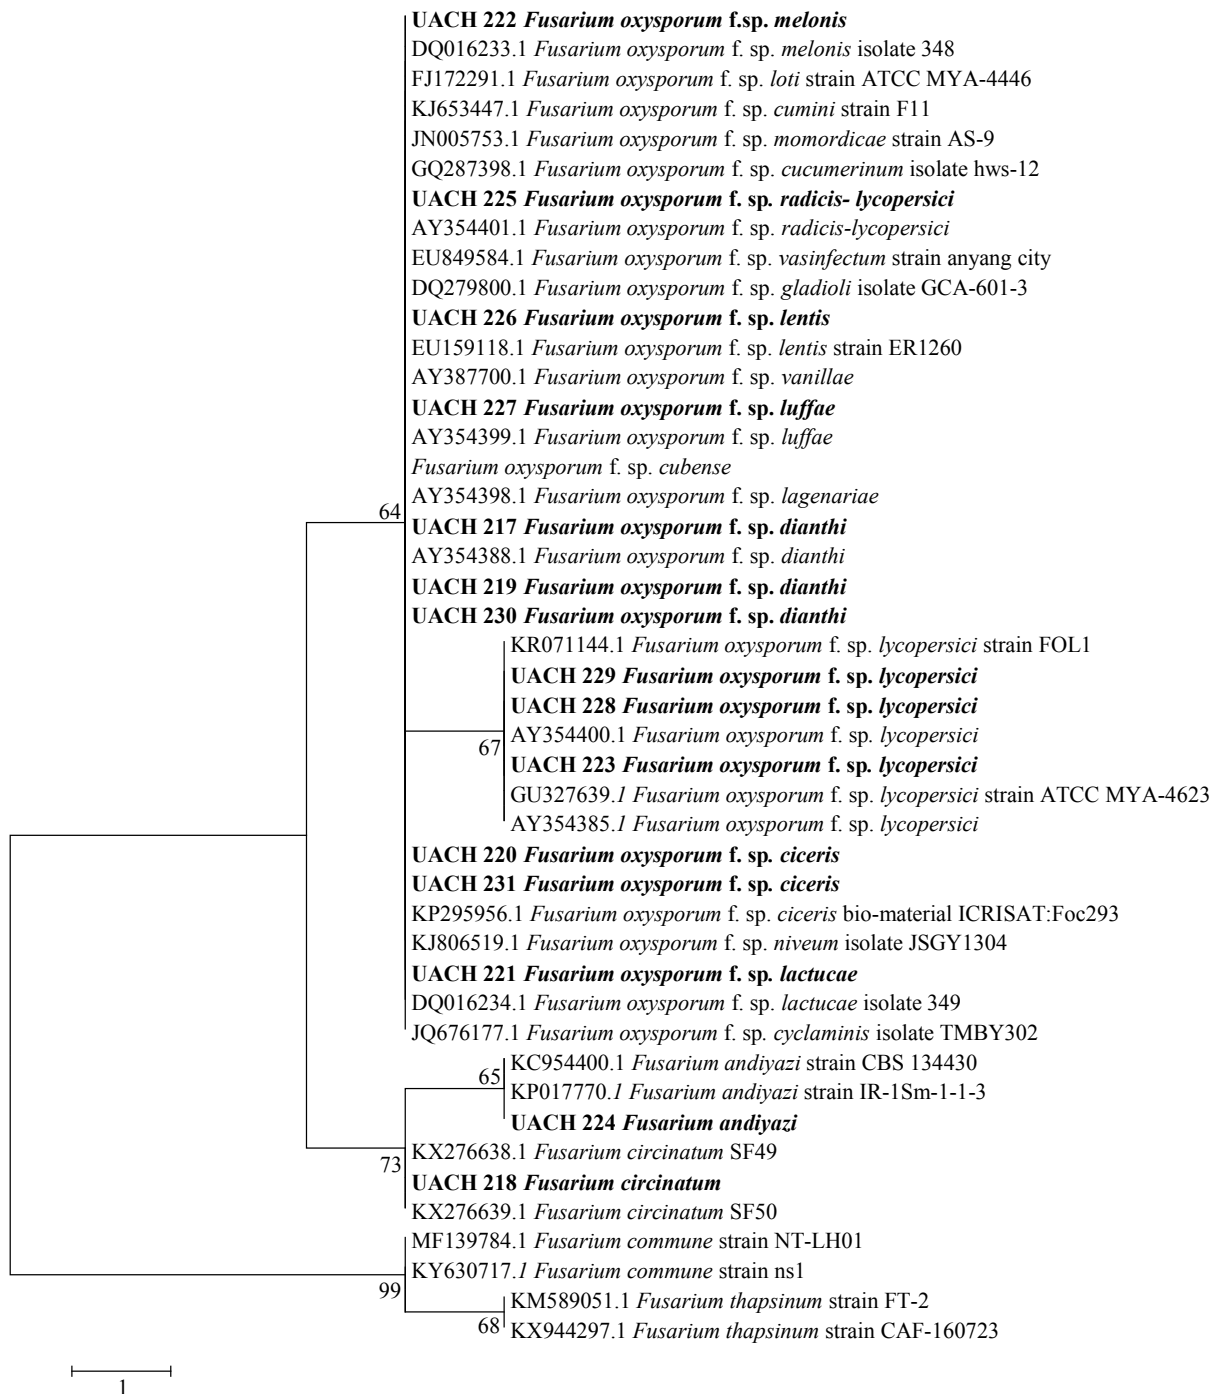 UACH 222 Fusarium oxysporum f.sp. melonis
DQ016233.1 Fusarium oxysporum f. sp. melonis isolate 348
FJ172291.1 Fusarium oxysporum f. sp. loti strain ATCC MYA-4446
KJ653447.1 Fusarium oxysporum f. sp. cumini strain F11
JN005753.1 Fusarium oxysporum f. sp. momordicae strain AS-9
GQ287398.1 Fusarium oxysporum f. sp. cucumerinum isolate hws-12
UACH 225 Fusarium oxysporum f. sp. radicis- lycopersici
AY354401.1 Fusarium oxysporum f. sp. radicis-lycopersici
EU849584.1 Fusarium oxysporum f. sp. vasinfectum strain anyang city
DQ279800.1 Fusarium oxysporum f. sp. gladioli isolate GCA-601-3
UACH 226 Fusarium oxysporum f. sp. lentis
EU159118.1 Fusarium oxysporum f. sp. lentis strain ER1260
AY387700.1 Fusarium oxysporum f. sp. vanillae
UACH 227 Fusarium oxysporum f. sp. luffae
AY354399.1 Fusarium oxysporum f. sp. luffae
Fusarium oxysporum f. sp. cubense
AY354398.1 Fusarium oxysporum f. sp. lagenariae
64
UACH 217 Fusarium oxysporum f. sp. dianthi
AY354388.1 Fusarium oxysporum f. sp. dianthi
UACH 219 Fusarium oxysporum f. sp. dianthi
UACH 230 Fusarium oxysporum f. sp. dianthi
KR071144.1 Fusarium oxysporum f. sp. lycopersici strain FOL1
UACH 229 Fusarium oxysporum f. sp. lycopersici
UACH 228 Fusarium oxysporum f. sp. lycopersici
AY354400.1 Fusarium oxysporum f. sp. lycopersici
67
UACH 223 Fusarium oxysporum f. sp. lycopersici
GU327639.1 Fusarium oxysporum f. sp. lycopersici strain ATCC MYA-4623
AY354385.1 Fusarium oxysporum f. sp. lycopersici
UACH 220 Fusarium oxysporum f. sp. ciceris
UACH 231 Fusarium oxysporum f. sp. ciceris
KP295956.1 Fusarium oxysporum f. sp. ciceris bio-material ICRISAT:Foc293
KJ806519.1 Fusarium oxysporum f. sp. niveum isolate JSGY1304
UACH 221 Fusarium oxysporum f. sp. lactucae
DQ016234.1 Fusarium oxysporum f. sp. lactucae isolate 349
JQ676177.1 Fusarium oxysporum f. sp. cyclaminis isolate TMBY302
KC954400.1 Fusarium andiyazi strain CBS 134430
65
KP017770.1 Fusarium andiyazi strain IR-1Sm-1-1-3
UACH 224 Fusarium andiyazi
KX276638.1 Fusarium circinatum SF49
73
UACH 218 Fusarium circinatum
KX276639.1 Fusarium circinatum SF50
MF139784.1 Fusarium commune strain NT-LH01
KY630717.1 Fusarium commune strain ns1
99
KM589051.1 Fusarium thapsinum strain FT-2
68
KX944297.1 Fusarium thapsinum strain CAF-160723
1